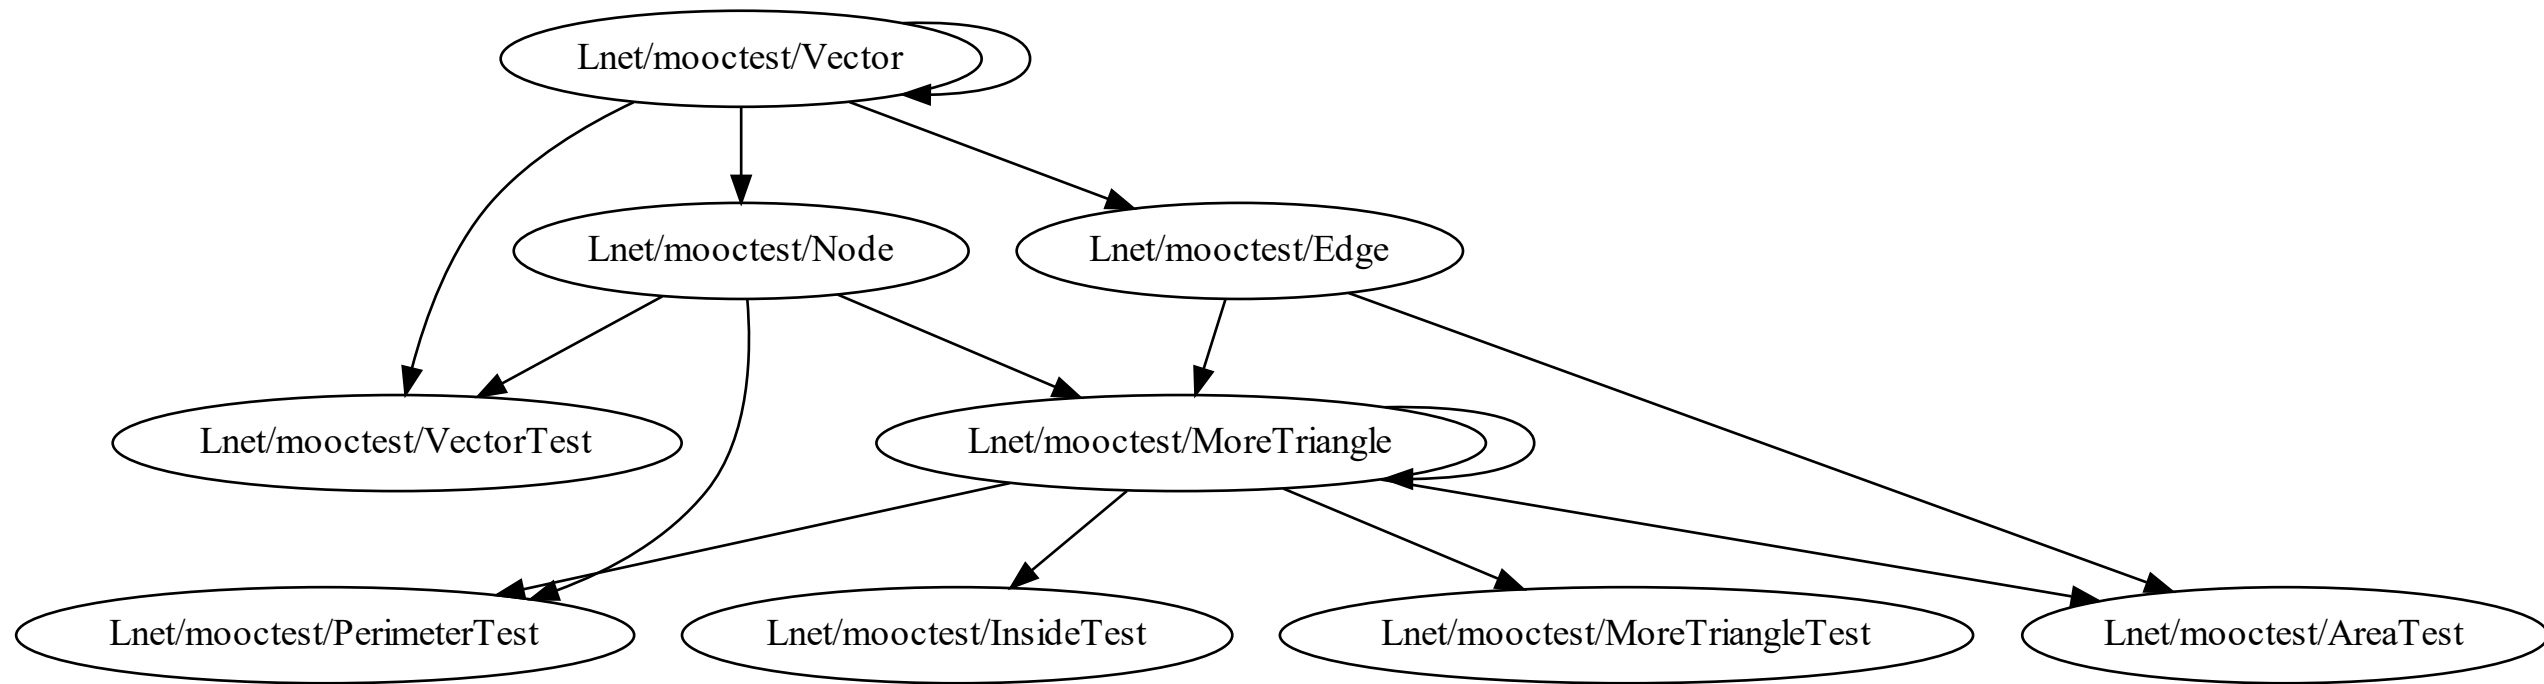 Lnet/mooctest/Vector
Lnet/mooctest/Node
Lnet/mooctest/Edge
Lnet/mooctest/VectorTest
Lnet/mooctest/MoreTriangle
Lnet/mooctest/PerimeterTest
Lnet/mooctest/InsideTest
Lnet/mooctest/MoreTriangleTest
Lnet/mooctest/AreaTest